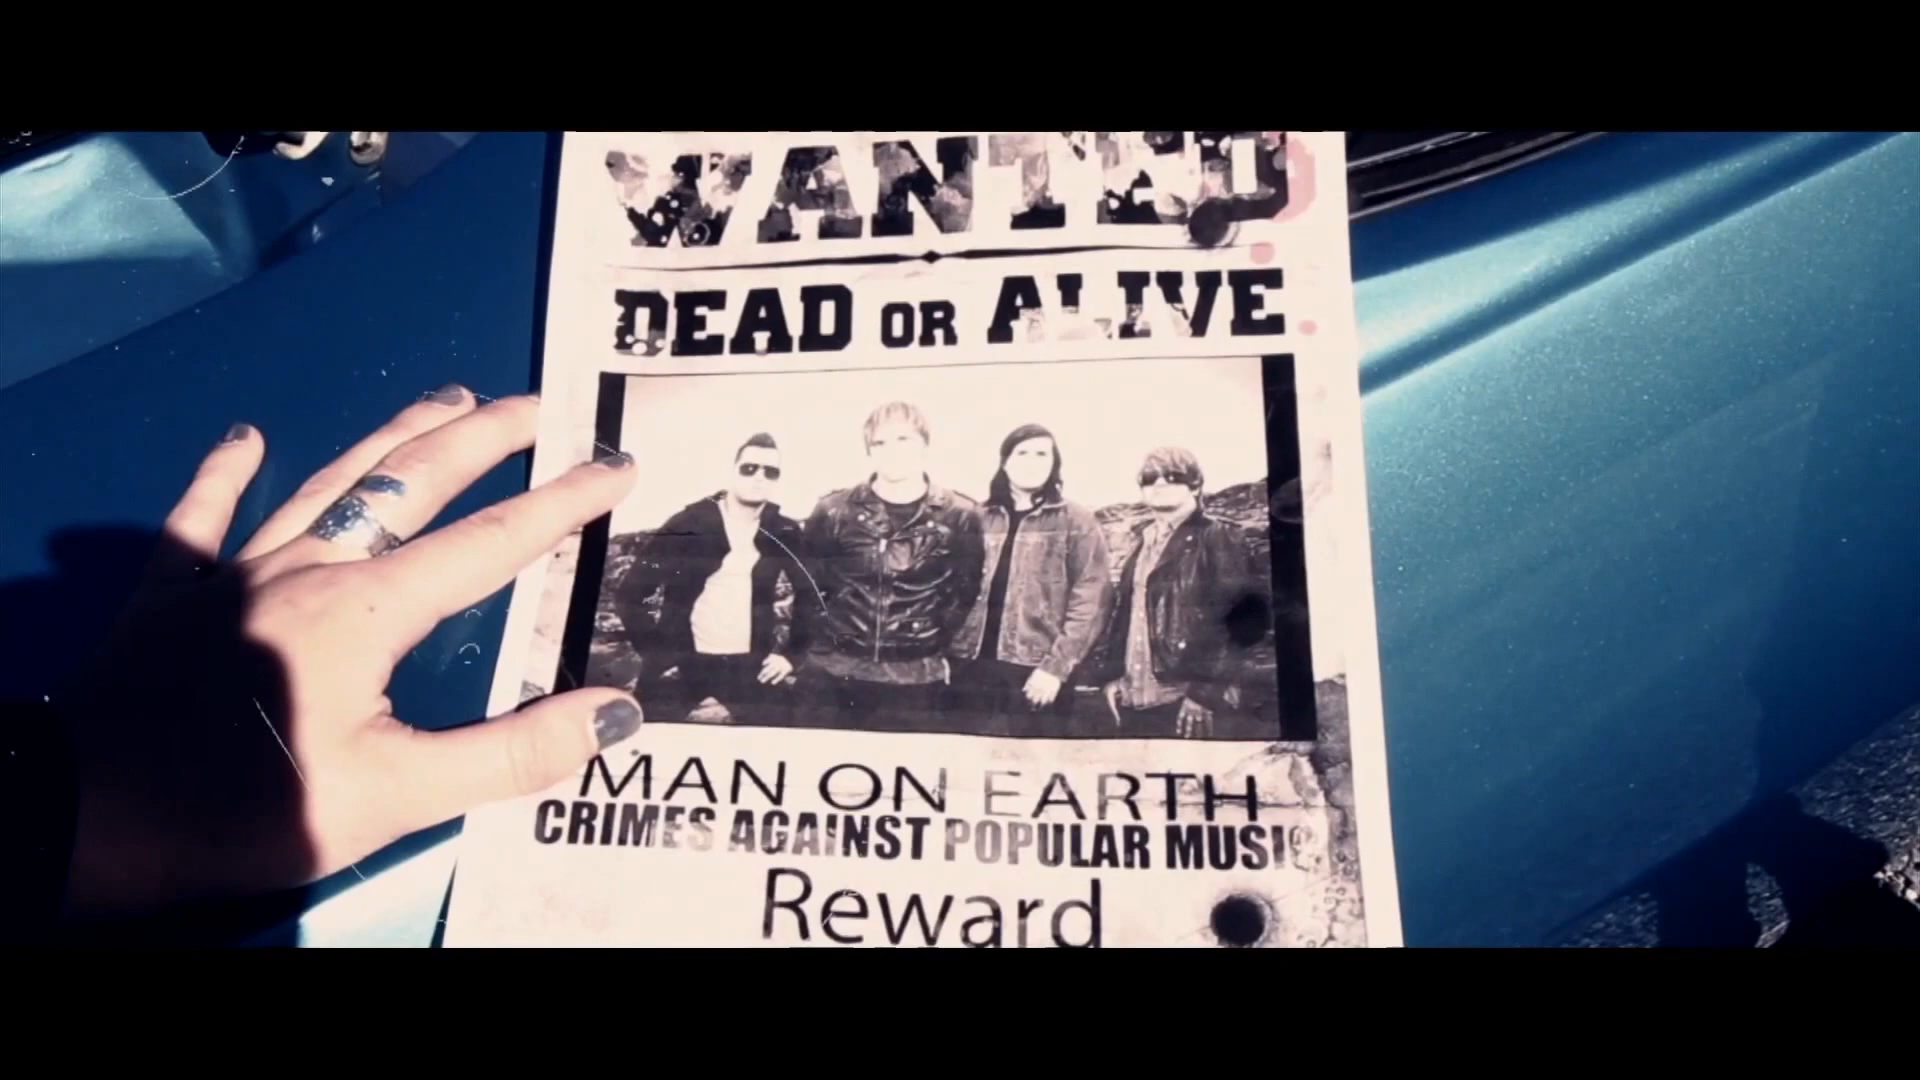 WANTED
DEAD OR ALIVE
MAN ON EARTH
CRIMES AGAINST POPULAR MUSIC
Reward